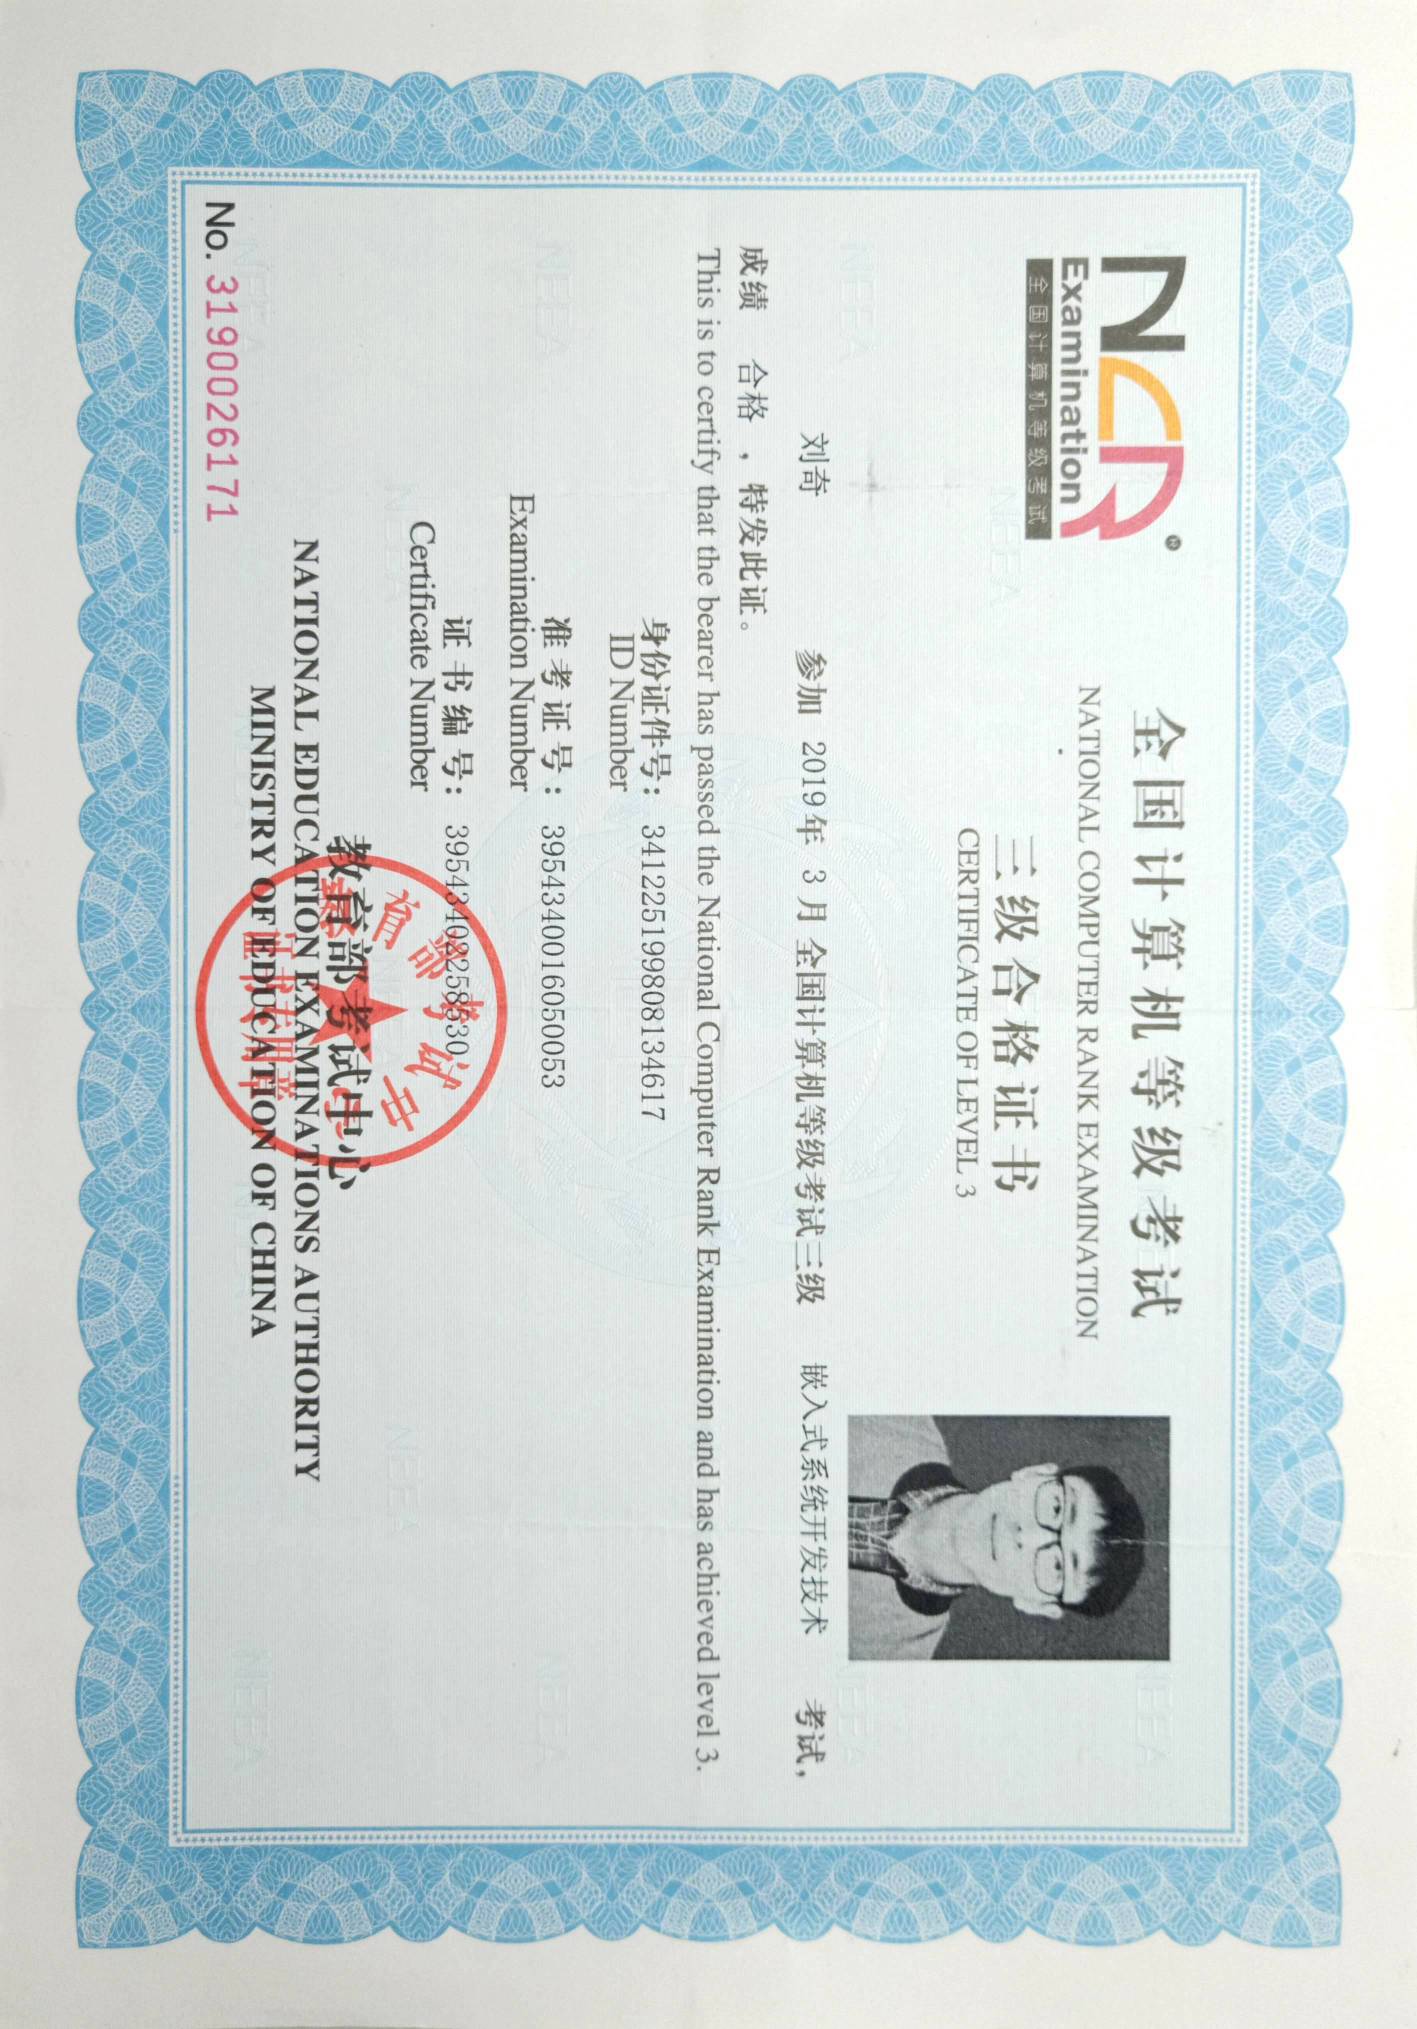 NCR®
Examination
全国计算机等级考试
全国计算机等级考试
NATIONAL COMPUTER RANK EXAMINATION
三级合格证书
CERTIFICATE OF LEVEL 3
刘奇 参加 2019年 3月 全国计算机等级考试三级 嵌入式系统开发技术 考试，
成绩 合格 ，特发此证。
This is to certify that the bearer has passed the National Computer Rank Examination and has achieved level 3.
身份证件号： 341225199808134617
ID Number
准考证号： 3954340016050053
Examination Number
证书编号： 39543402258530
Certificate Number
教育部考试中心
教育部考试中心
NATIONAL EDUCATION EXAMINATIONS AUTHORITY
证书专用章
MINISTRY OF EDUCATION OF CHINA
No. 3190026171